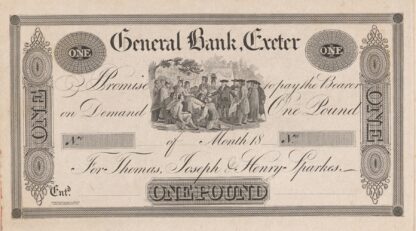 General Bank, Exeter
ONE ONE
I Promise to pay the Bearer
on Demand One Pound
ONE ONE
No No
of Month 18
For Thomas, Joseph & Henry Sparkes.
Entd.
ONE POUND